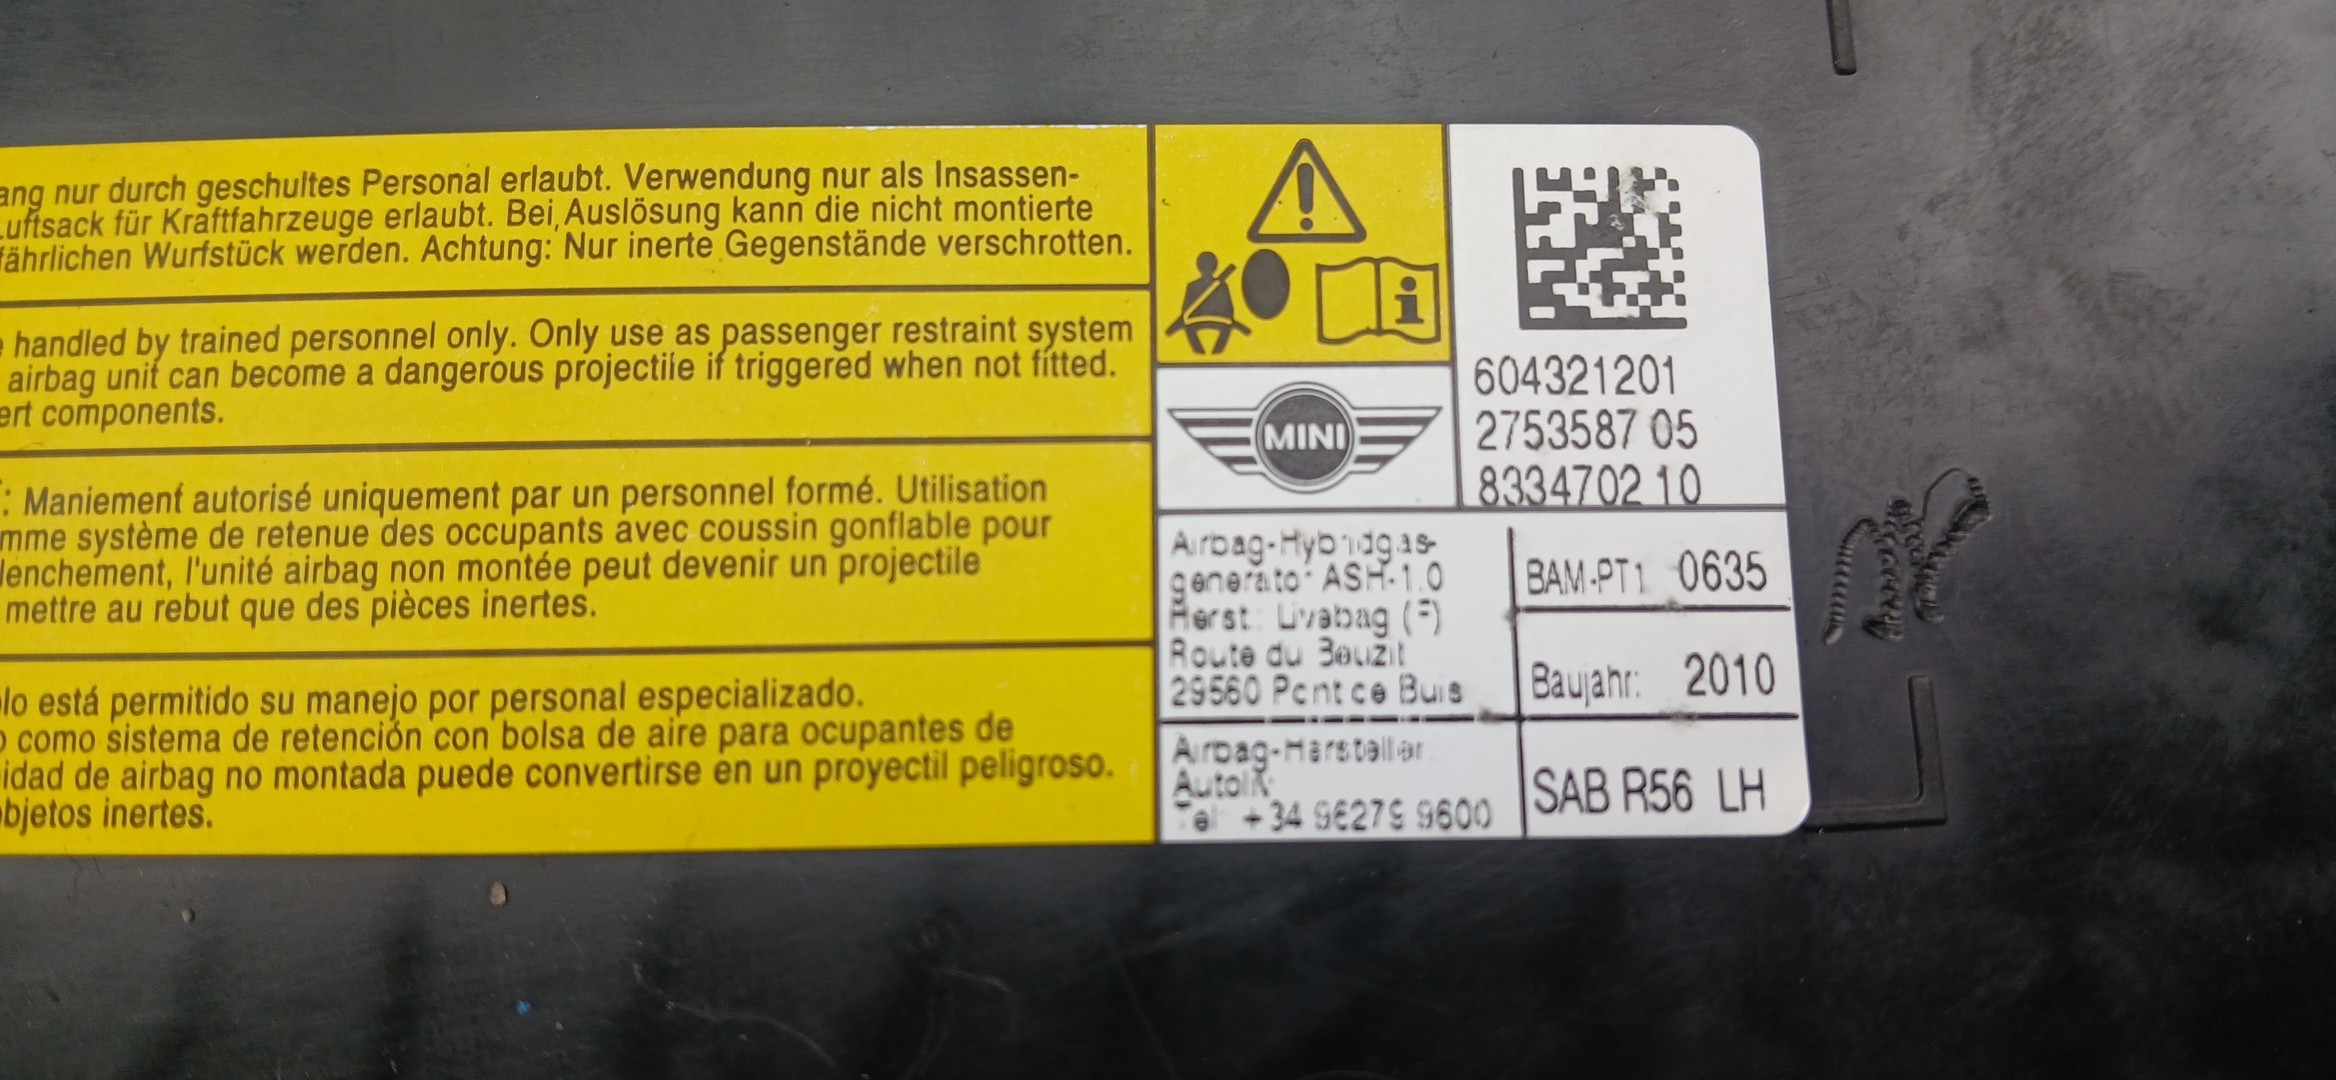 ang nur durch geschultes Personal erlaubt. Verwendung nur als Insassen-
Luftsack für Kraftfahrzeuge erlaubt. Bei Auslösung kann die nicht montierte
fährlichen Wurfstück werden. Achtung: Nur inerte Gegenstände verschrotten.
handled by trained personnel only. Only use as passenger restraint system
airbag unit can become a dangerous projectile if triggered when not fitted.
ert components.
: Maniement autorisé uniquement par un personnel formé. Utilisation
mme système de retenue des occupants avec coussin gonflable pour
lenchement, l'unité airbag non montée peut devenir un projectile
mettre au rebut que des pièces inertes.
lo está permitido su manejo por personal especializado.
o como sistema de retención con bolsa de aire para ocupantes de
idad de airbag no montada puede convertirse en un proyectil peligroso.
bjetos inertes.
MINI
604321201
2753587 05
8334702 10
Airbag-Hybridgas-
generator ASH-1.0
Herst.: Livabag (F)
Route du Beuzit
29560 Pont de Buis
BAM-PT1 0635
Baujahr: 2010
Airbag-Hersteller
Autoliv
Tel +34 96279 9600
SAB R56 LH